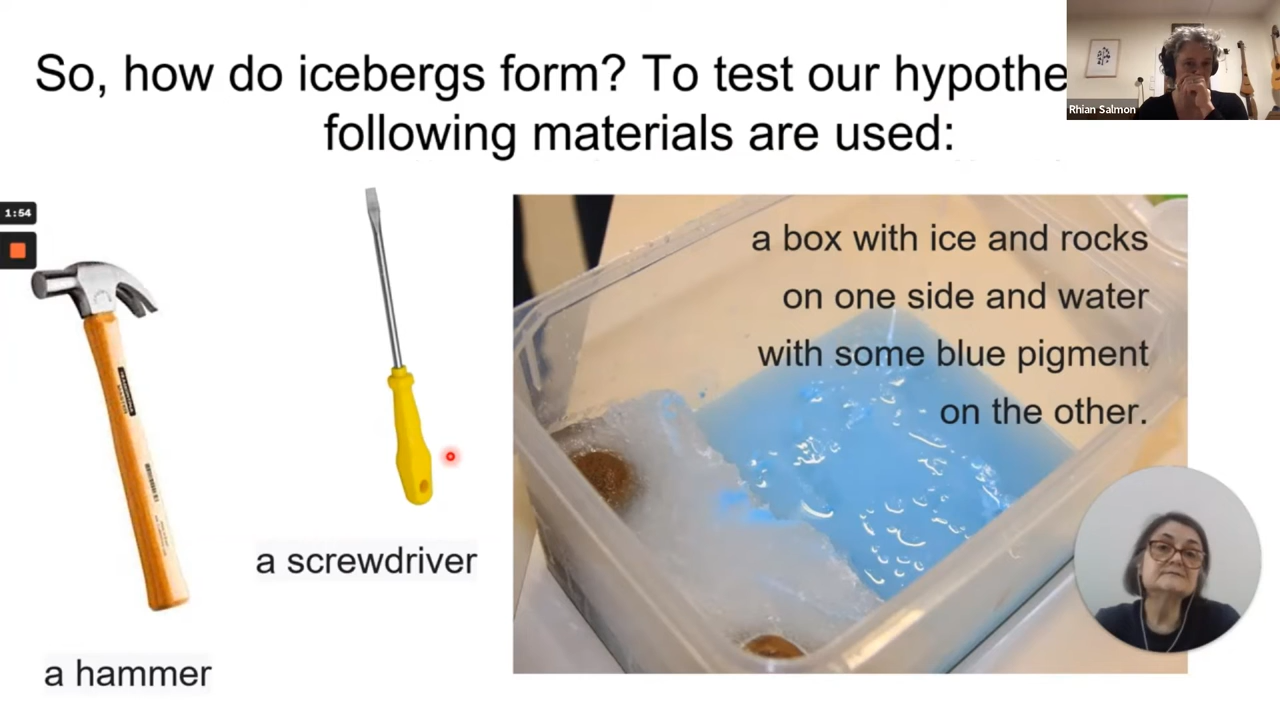 So, how do icebergs form? To test our hypothe
following materials are used:
Rhian Salmon
1:54
a box with ice and rocks
on one side and water
with some blue pigment
on the other.
a screwdriver
a hammer